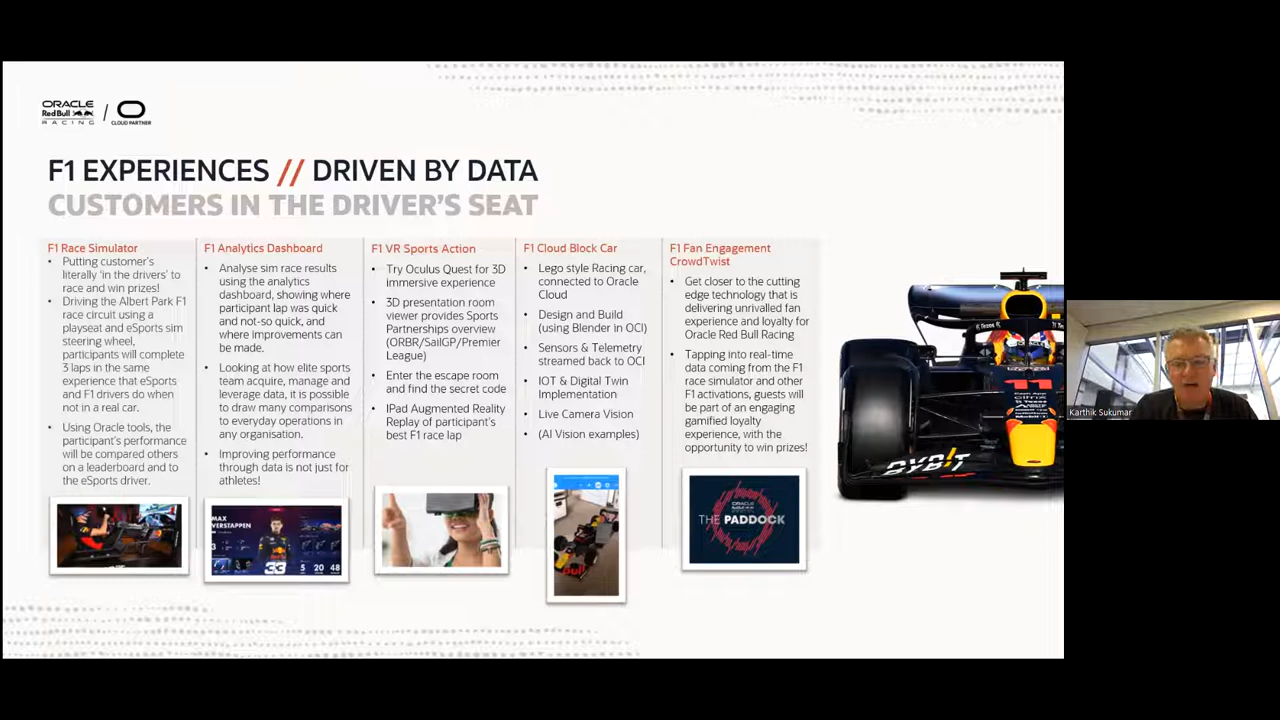 ORACLE
Red Bull
RACING
CLOUD PARTNER
F1 EXPERIENCES // DRIVEN BY DATA
CUSTOMERS IN THE DRIVER'S SEAT
F1 Race Simulator
• Putting customer's
literally 'in the drivers' to
race and win prizes!
• Driving the Albert Park F1
race circuit using a
playseat and eSports sim
steering wheel,
participants will complete
3 laps in the same
experience that eSports
and F1 drivers do when
not in a real car.
• Using Oracle tools, the
participant's performance
will be compared others
on a leaderboard and to
the eSports driver.
F1 Analytics Dashboard
• Analyse sim race results
using the analytics
dashboard, showing where
participant lap was quick
and not-so quick, and
where improvements can
be made.
• Looking at how elite sports
team acquire, manage and
leverage data, it is possible
to draw many comparisons
to everyday operations in
any organisation.
• Improving performance
through data is not just for
athletes!
MAX
VERSTAPPEN
33
5 20 48
F1 VR Sports Action
• Try Oculus Quest for 3D
immersive experience
• 3D presentation room
viewer provides Sports
Partnerships overview
(ORBR/SailGP/Premier
League)
• Enter the escape room
and find the secret code
• IPad Augmented Reality
Replay of participant's
best F1 race lap
F1 Cloud Block Car
• Lego style Racing car,
connected to Oracle
Cloud
• Design and Build
(using Blender in OCI)
• Sensors & Telemetry
streamed back to OCI
• IOT & Digital Twin
Implementation
• Live Camera Vision
• (AI Vision examples)
F1 Fan Engagement
CrowdTwist
• Get closer to the cutting
edge technology that is
delivering unrivalled fan
experience and loyalty for
Oracle Red Bull Racing
• Tapping into real-time
data coming from the F1
race simulator and other
F1 activations, guests will
be part of an engaging
gamified loyalty
experience, with the
opportunity to win prizes!
ORACLE
THE PADDOCK
11
citrix
BYBIT
Karthik Sukumar